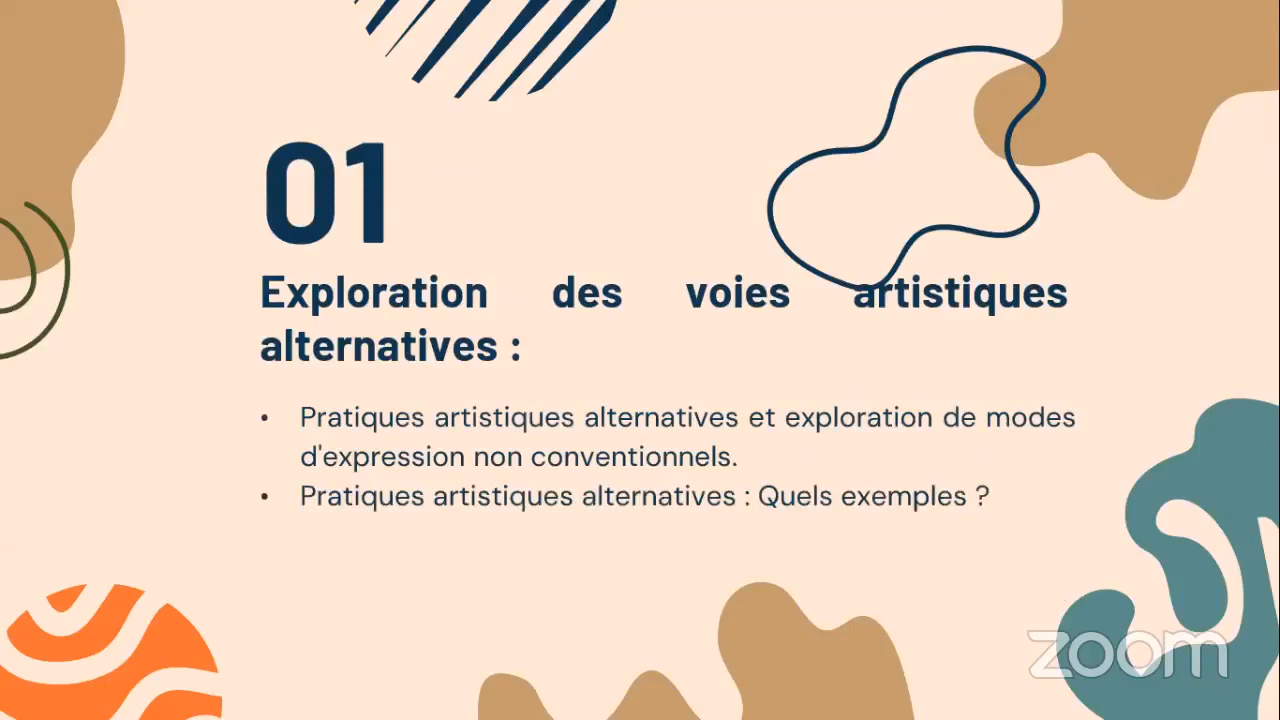 01
Exploration des voies artistiques
alternatives :
• Pratiques artistiques alternatives et exploration de modes
d'expression non conventionnels.
• Pratiques artistiques alternatives : Quels exemples ?
zoom